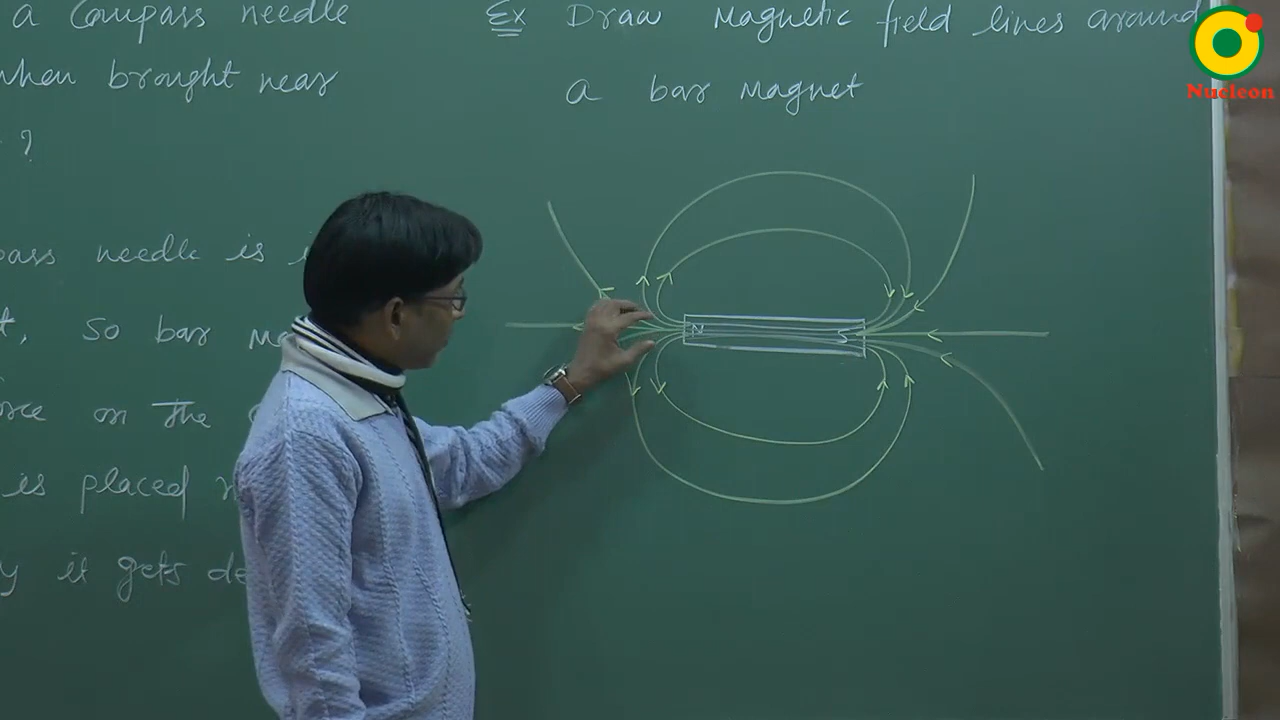 a Compass needle
when brought near
?
pass needle is
t, so bar
on the
is placed
y it gets de
Ex Draw Magnetic field lines around
a bar Magnet
N
Nucleon